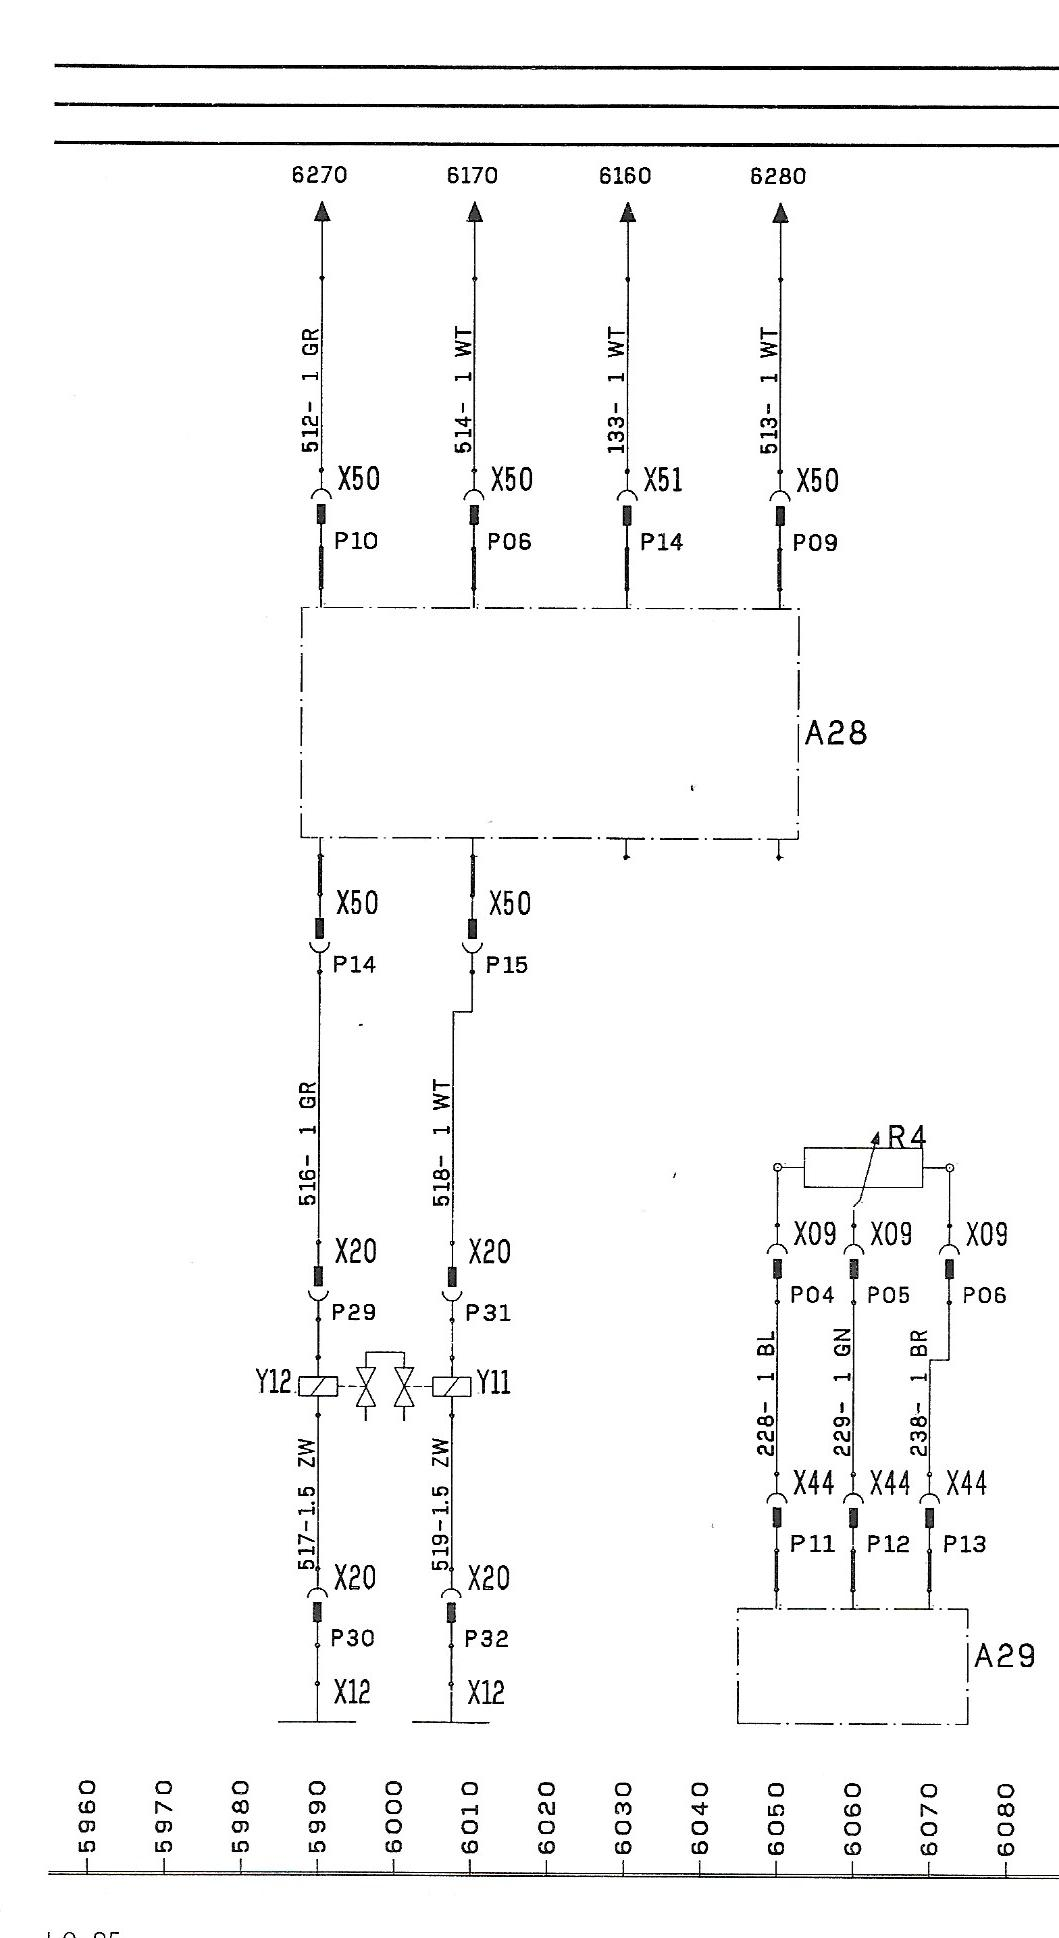 6270 6170 6160 6280
512- 1 GR
514- 1 WT
133- 1 WT
513- 1 WT
X50 X50 X51 X50
P10 P06 P14 P09
A28
X50 X50
P14 P15
516- 1 GR
518- 1 WT
R4
X20 X20
P29 P31
X09 X09 X09
P04 P05 P06
Y12 Y11
228- 1 BL
229- 1 GN
238- 1 BR
517-1.5 ZW
519-1.5 ZW
X44 X44 X44
P11 P12 P13
X20 X20
P30 P32
A29
X12 X12
5960 5970 5980 5990 6000 6010 6020 6030 6040 6050 6060 6070 6080